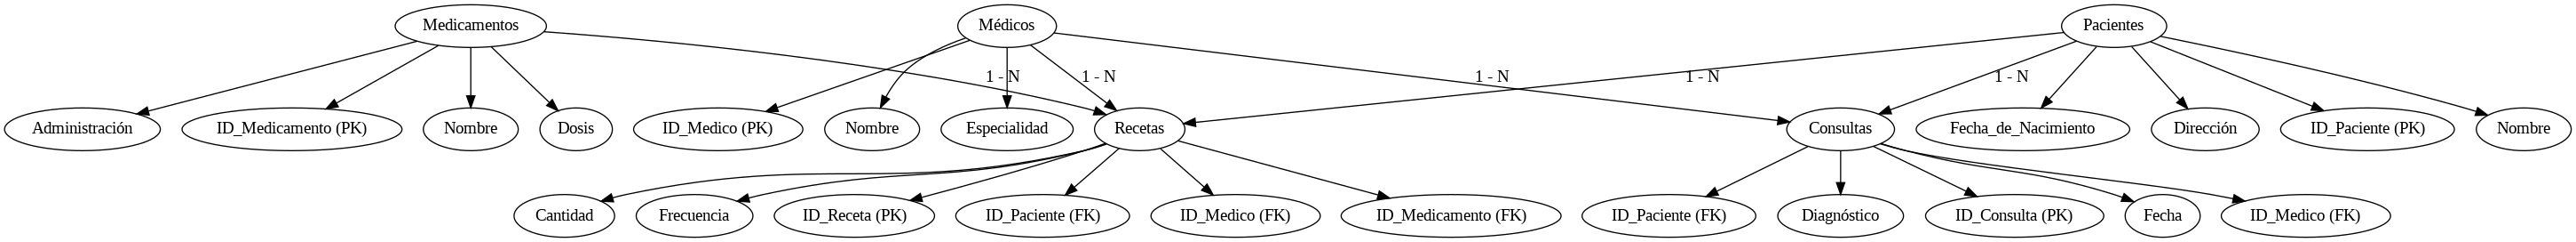 Medicamentos
Médicos
Pacientes
1 - N
1 - N
1 - N
1 - N
1 - N
Administración
ID_Medicamento (PK)
Nombre
Dosis
ID_Medico (PK)
Nombre
Especialidad
Recetas
Consultas
Fecha_de_Nacimiento
Dirección
ID_Paciente (PK)
Nombre
Cantidad
Frecuencia
ID_Receta (PK)
ID_Paciente (FK)
ID_Medico (FK)
ID_Medicamento (FK)
ID_Paciente (FK)
Diagnóstico
ID_Consulta (PK)
Fecha
ID_Medico (FK)